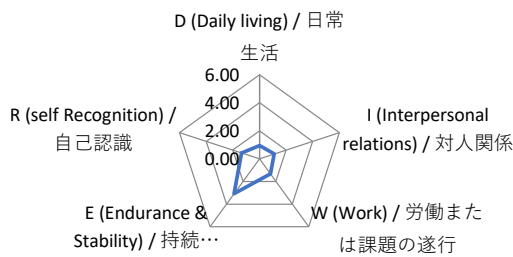 D (Daily living) / 日常
生活
6.00
4.00
2.00
0.00
I (Interpersonal
relations) / 対人関係
W (Work) / 労働また
は課題の遂行
E (Endurance &
Stability) / 持続…
R (self Recognition) /
自己認識